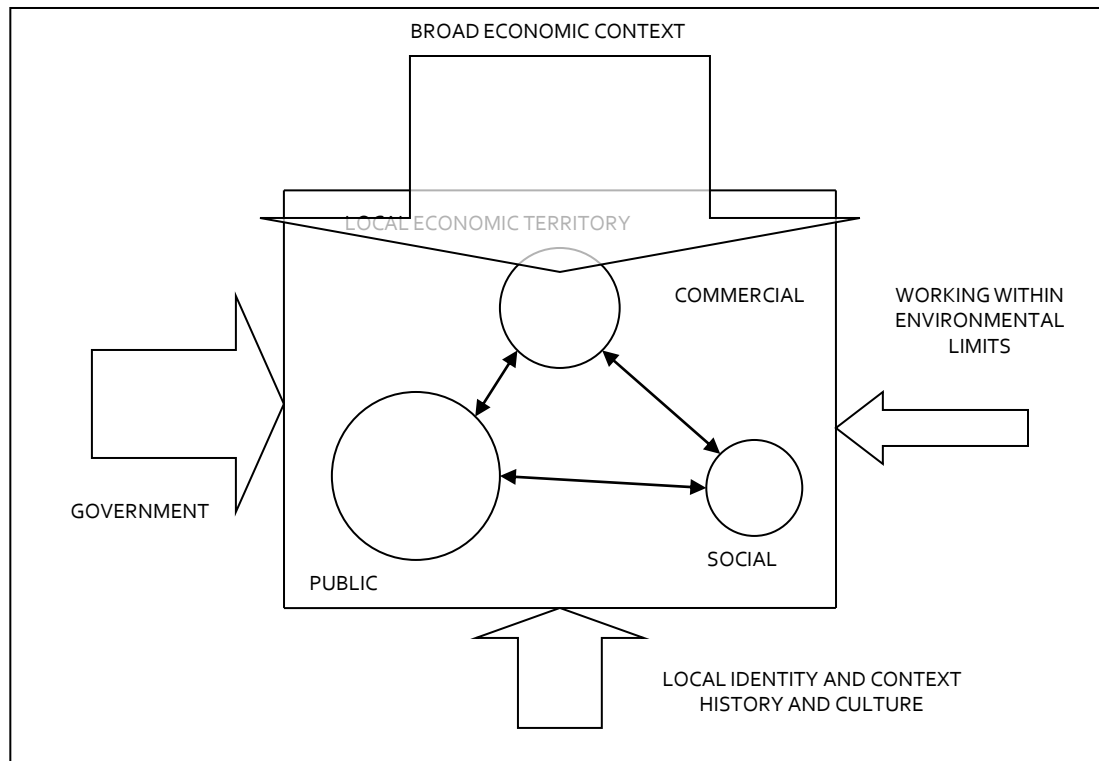 BROAD ECONOMIC CONTEXT
LOCAL ECONOMIC TERRITORY
COMMERCIAL
WORKING WITHIN
ENVIRONMENTAL
LIMITS
GOVERNMENT
SOCIAL
PUBLIC
LOCAL IDENTITY AND CONTEXT
HISTORY AND CULTURE